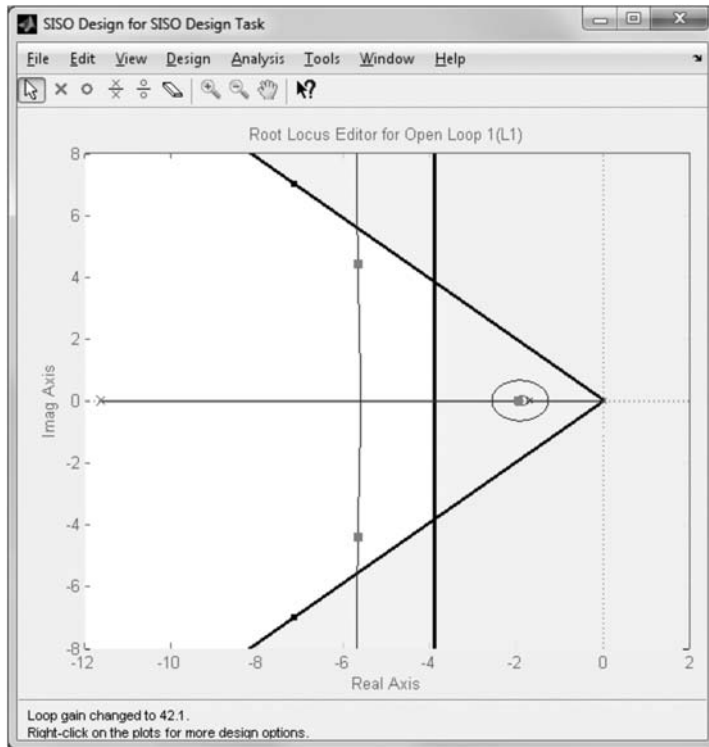 SISO Design for SISO Design Task
File Edit View Design Analysis Tools Window Help
Root Locus Editor for Open Loop 1(L1)
8
6
4
2
0
-2
-4
-6
-8
Imag Axis
-12 -10 -8 -6 -4 -2 0 2
Real Axis
Loop gain changed to 42.1.
Right-click on the plots for more design options.